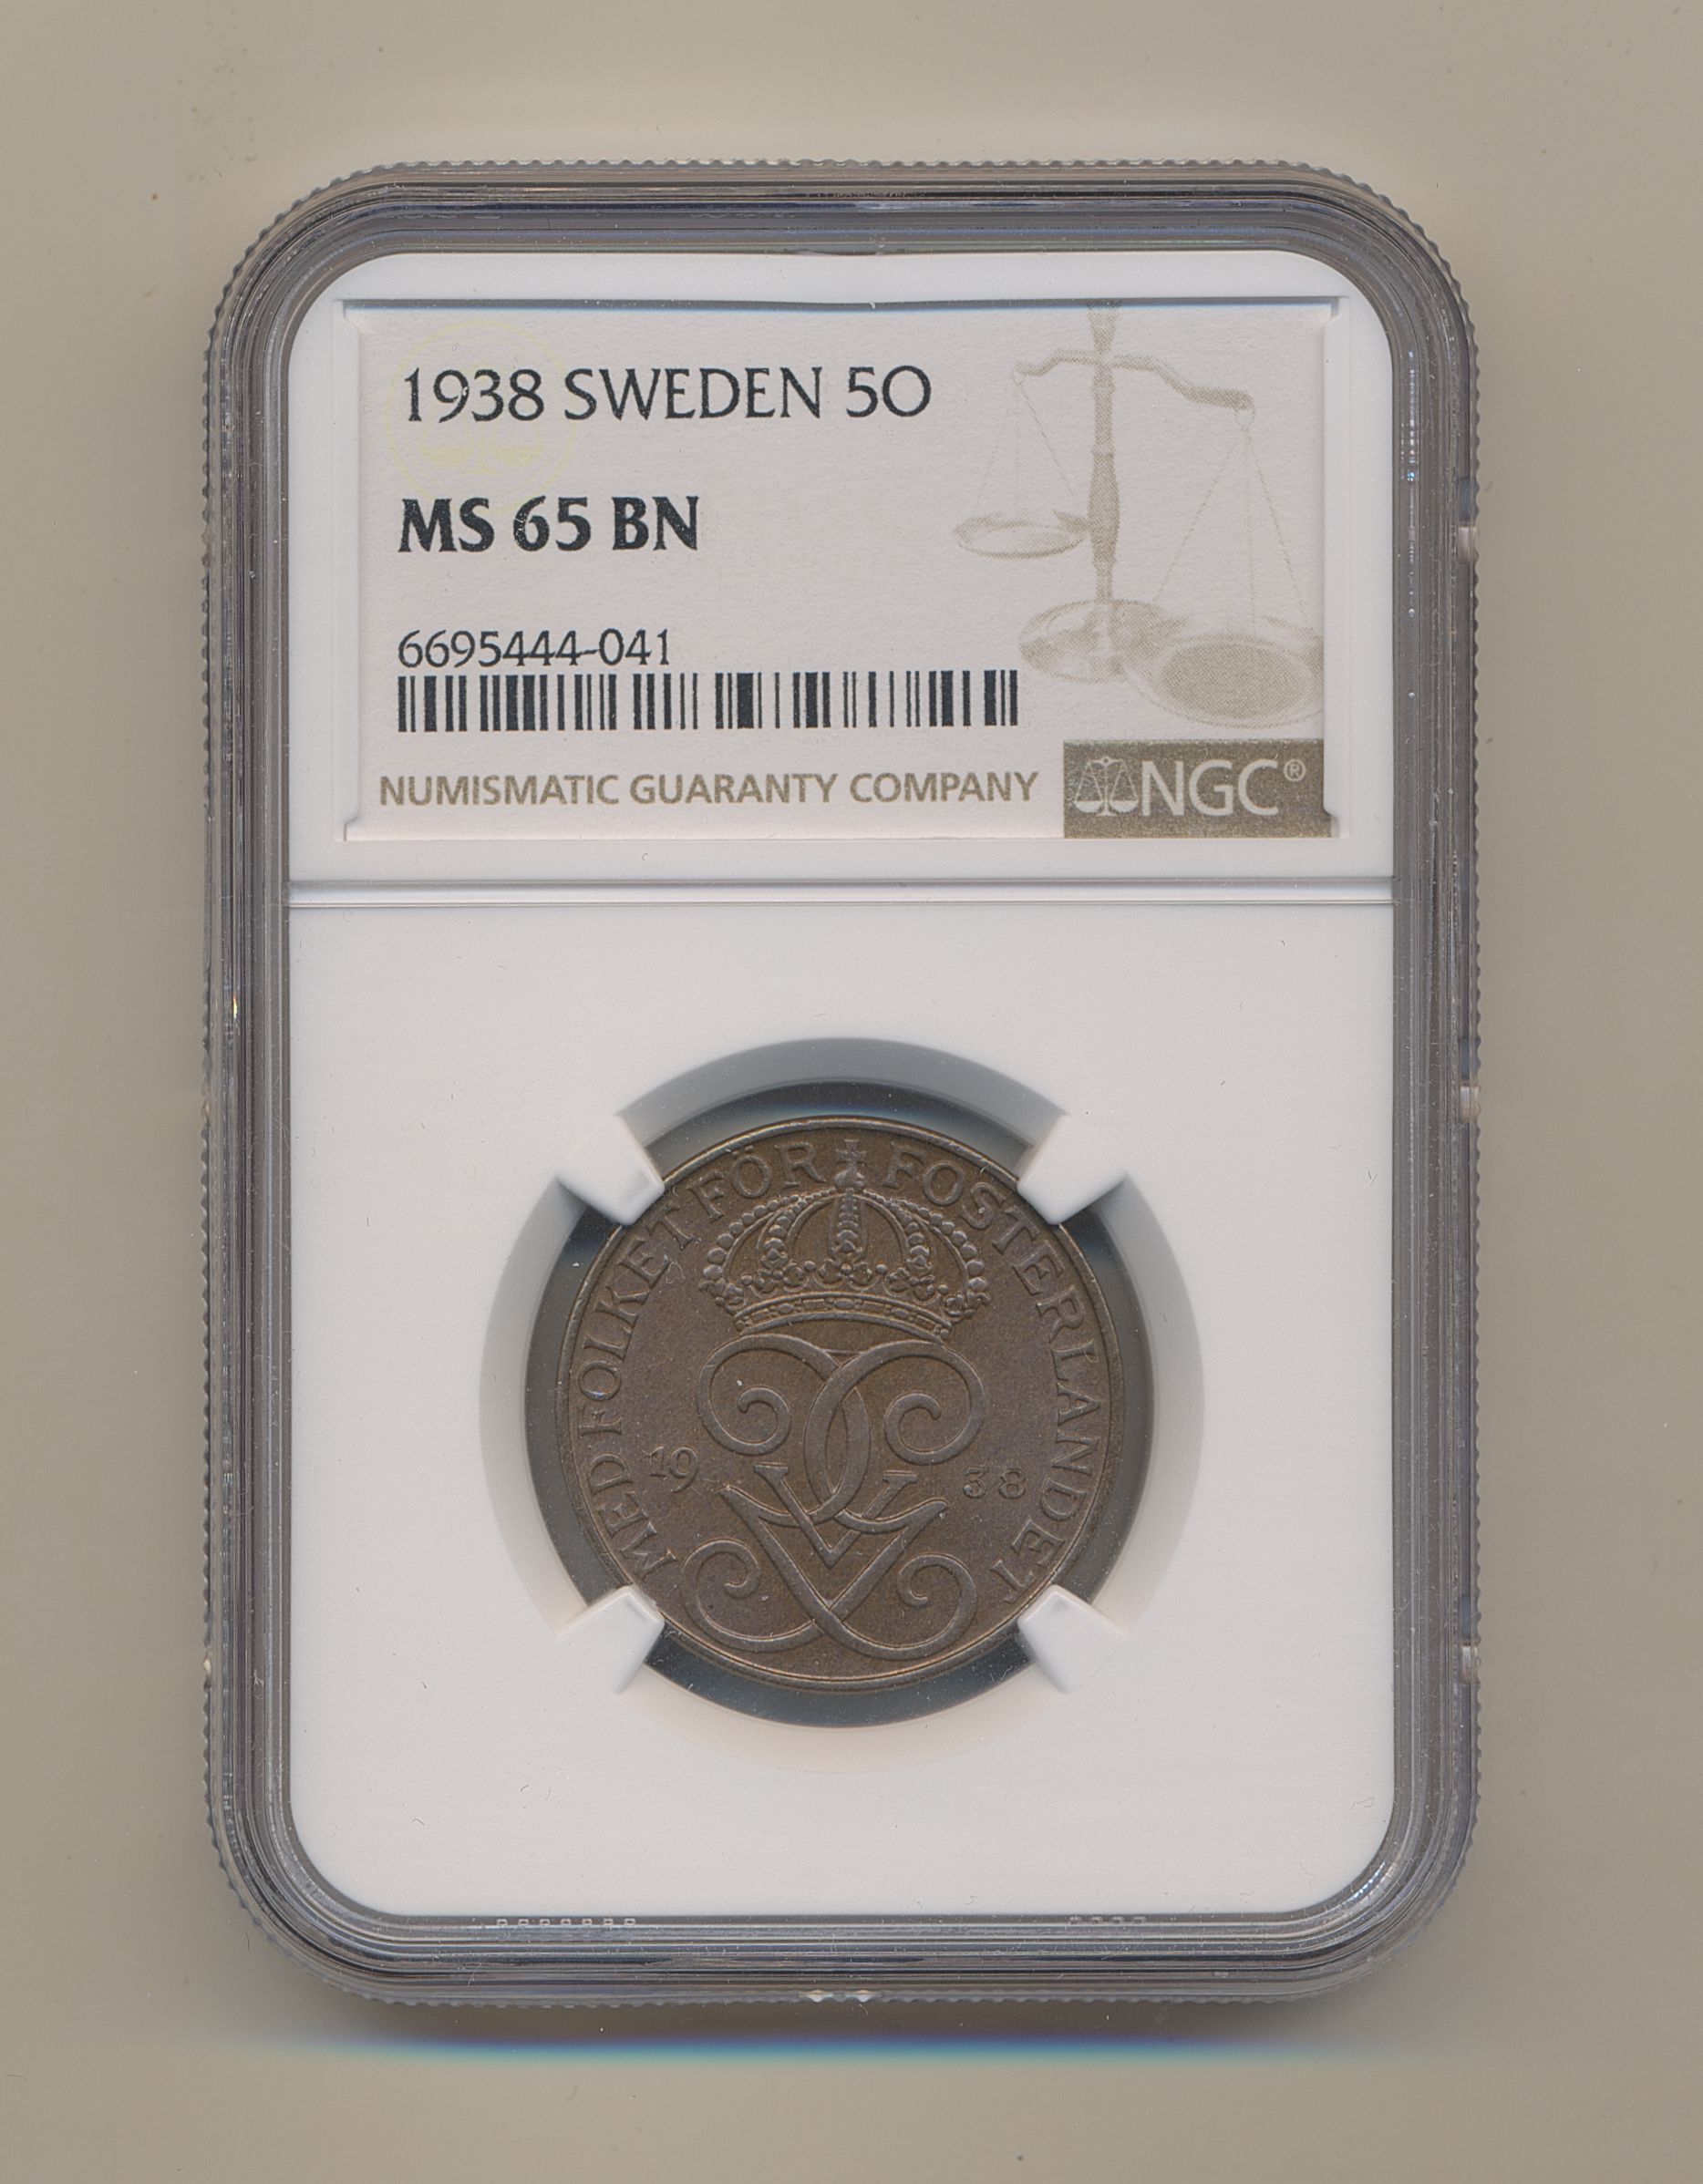 1938 SWEDEN 5O
MS 65 BN
6695444-041
NUMISMATIC GUARANTY COMPANY
NGC®
MED FOLKET FÖR FOSTERLANDET
19 38